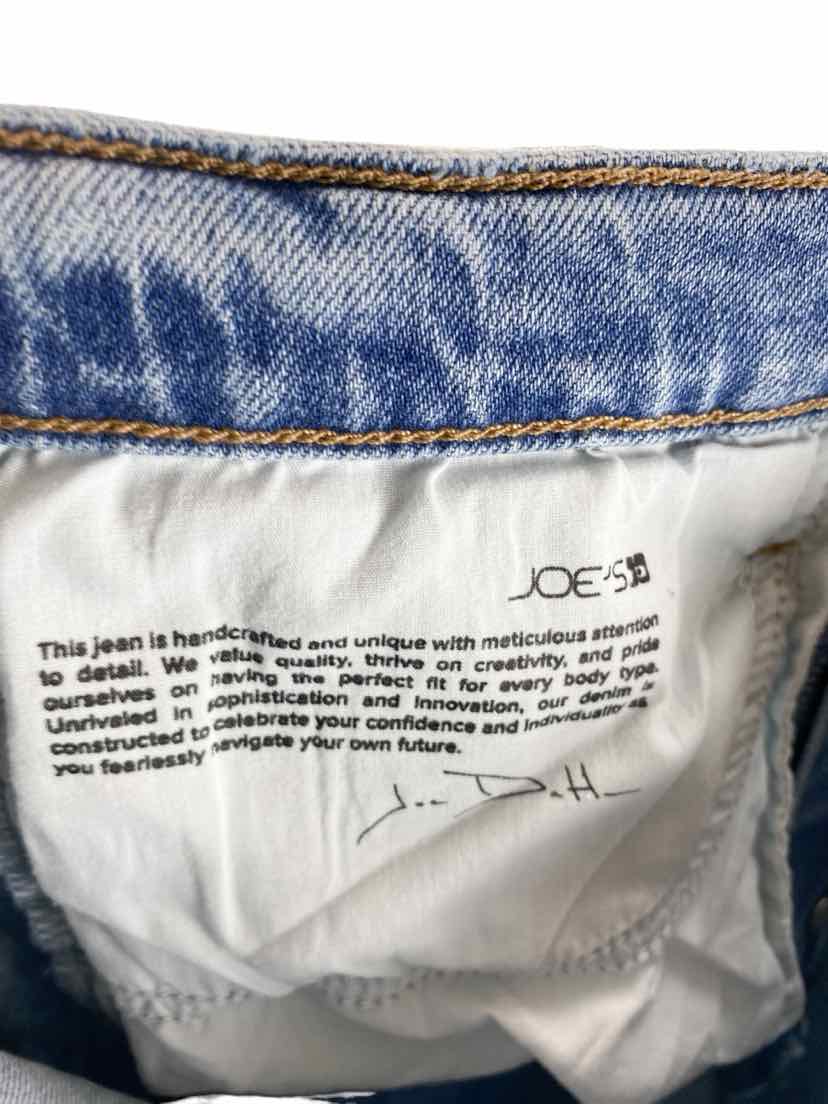 JOE'S
This jean is handcrafted and unique with meticulous attention
to detail. We value quality, thrive on creativity, and pride
ourselves on having the perfect fit for every body type.
Unrivaled in sophistication and innovation, our denim is
constructed to celebrate your confidence and individuality as
you fearlessly navigate your own future.